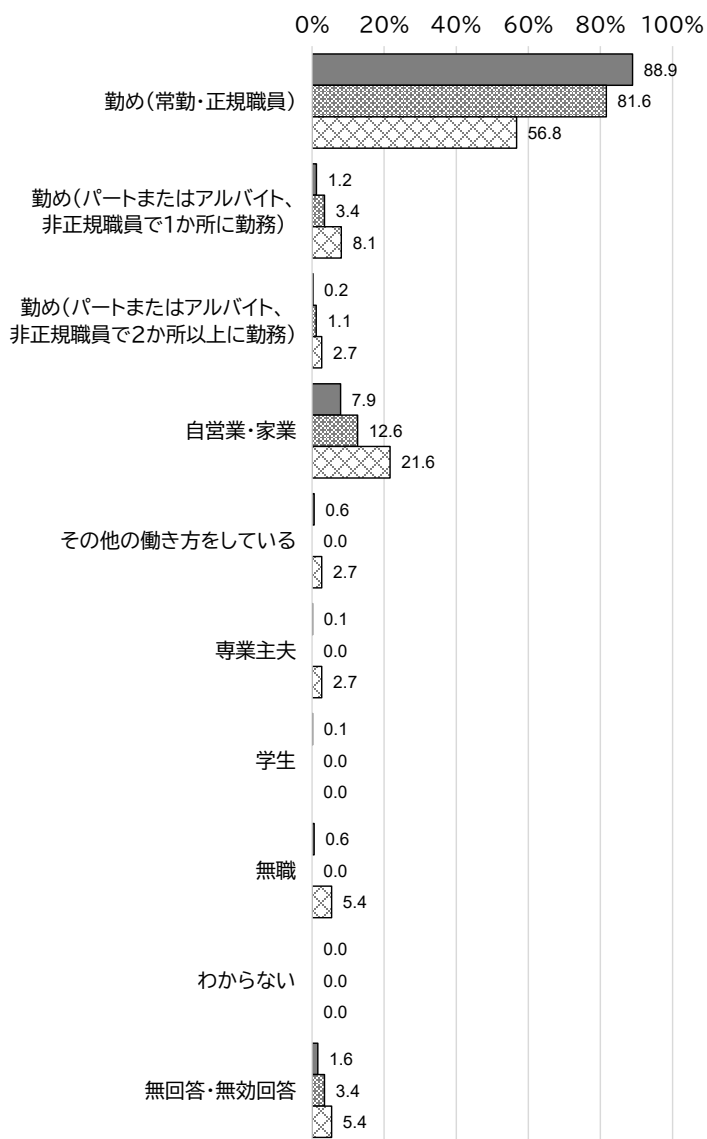 0% 20% 40% 60% 80% 100%
88.9
勤め(常勤・正規職員)
81.6
56.8
1.2
勤め(パートまたはアルバイト、
非正規職員で1か所に勤務)
3.4
8.1
0.2
勤め(パートまたはアルバイト、
非正規職員で2か所以上に勤務)
1.1
2.7
7.9
自営業・家業
12.6
21.6
0.6
その他の働き方をしている
0.0
2.7
0.1
専業主夫
0.0
2.7
0.1
学生
0.0
0.0
0.6
無職
0.0
5.4
0.0
わからない
0.0
0.0
1.6
無回答・無効回答
3.4
5.4